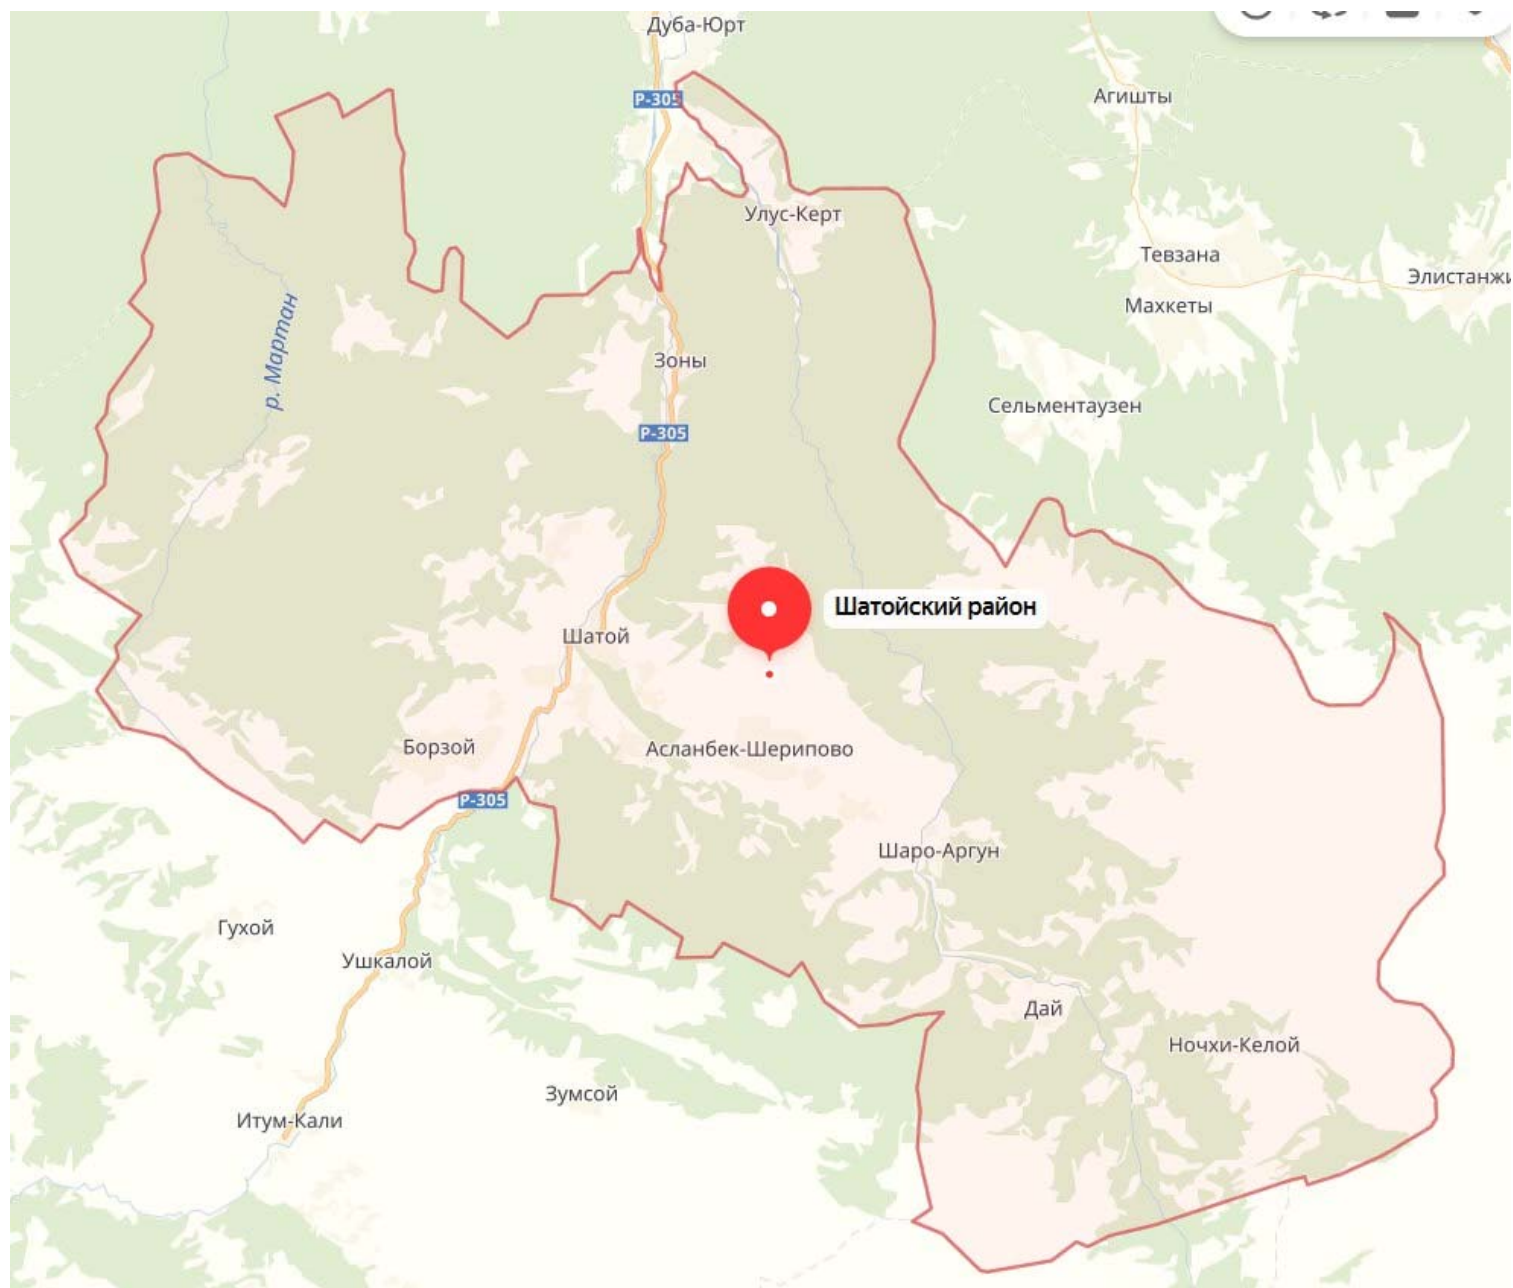 Дуба-Юрт
Р-305
Агишты
Улус-Керт
Тевзана
Элистанжи
р. Мартан
Махкеты
Зоны
Сельментаузен
Р-305
Шатойский район
Шатой
Борзой
Асланбек-Шерипово
Р-305
Шаро-Аргун
Гухой
Ушкалой
Дай
Ночхи-Келой
Зумсой
Итум-Кали